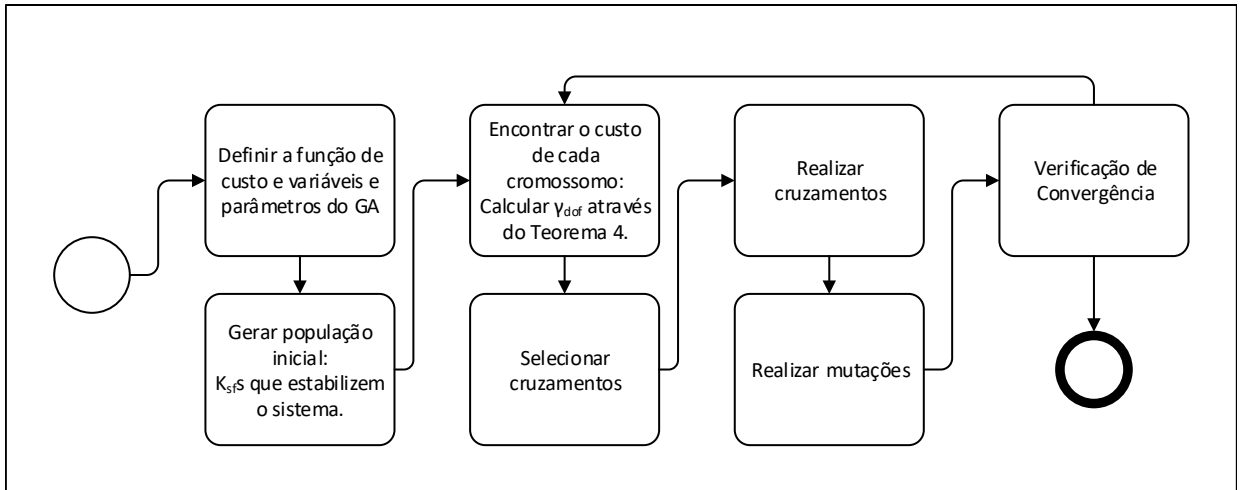 Definir a função de
custo e variáveis e
parâmetros do GA
Gerar população
inicial:
K_sf s que estabilizem
o sistema.
Encontrar o custo
de cada
cromossomo:
Calcular γ_dof através
do Teorema 4.
Selecionar
cruzamentos
Realizar
cruzamentos
Realizar mutações
Verificação de
Convergência